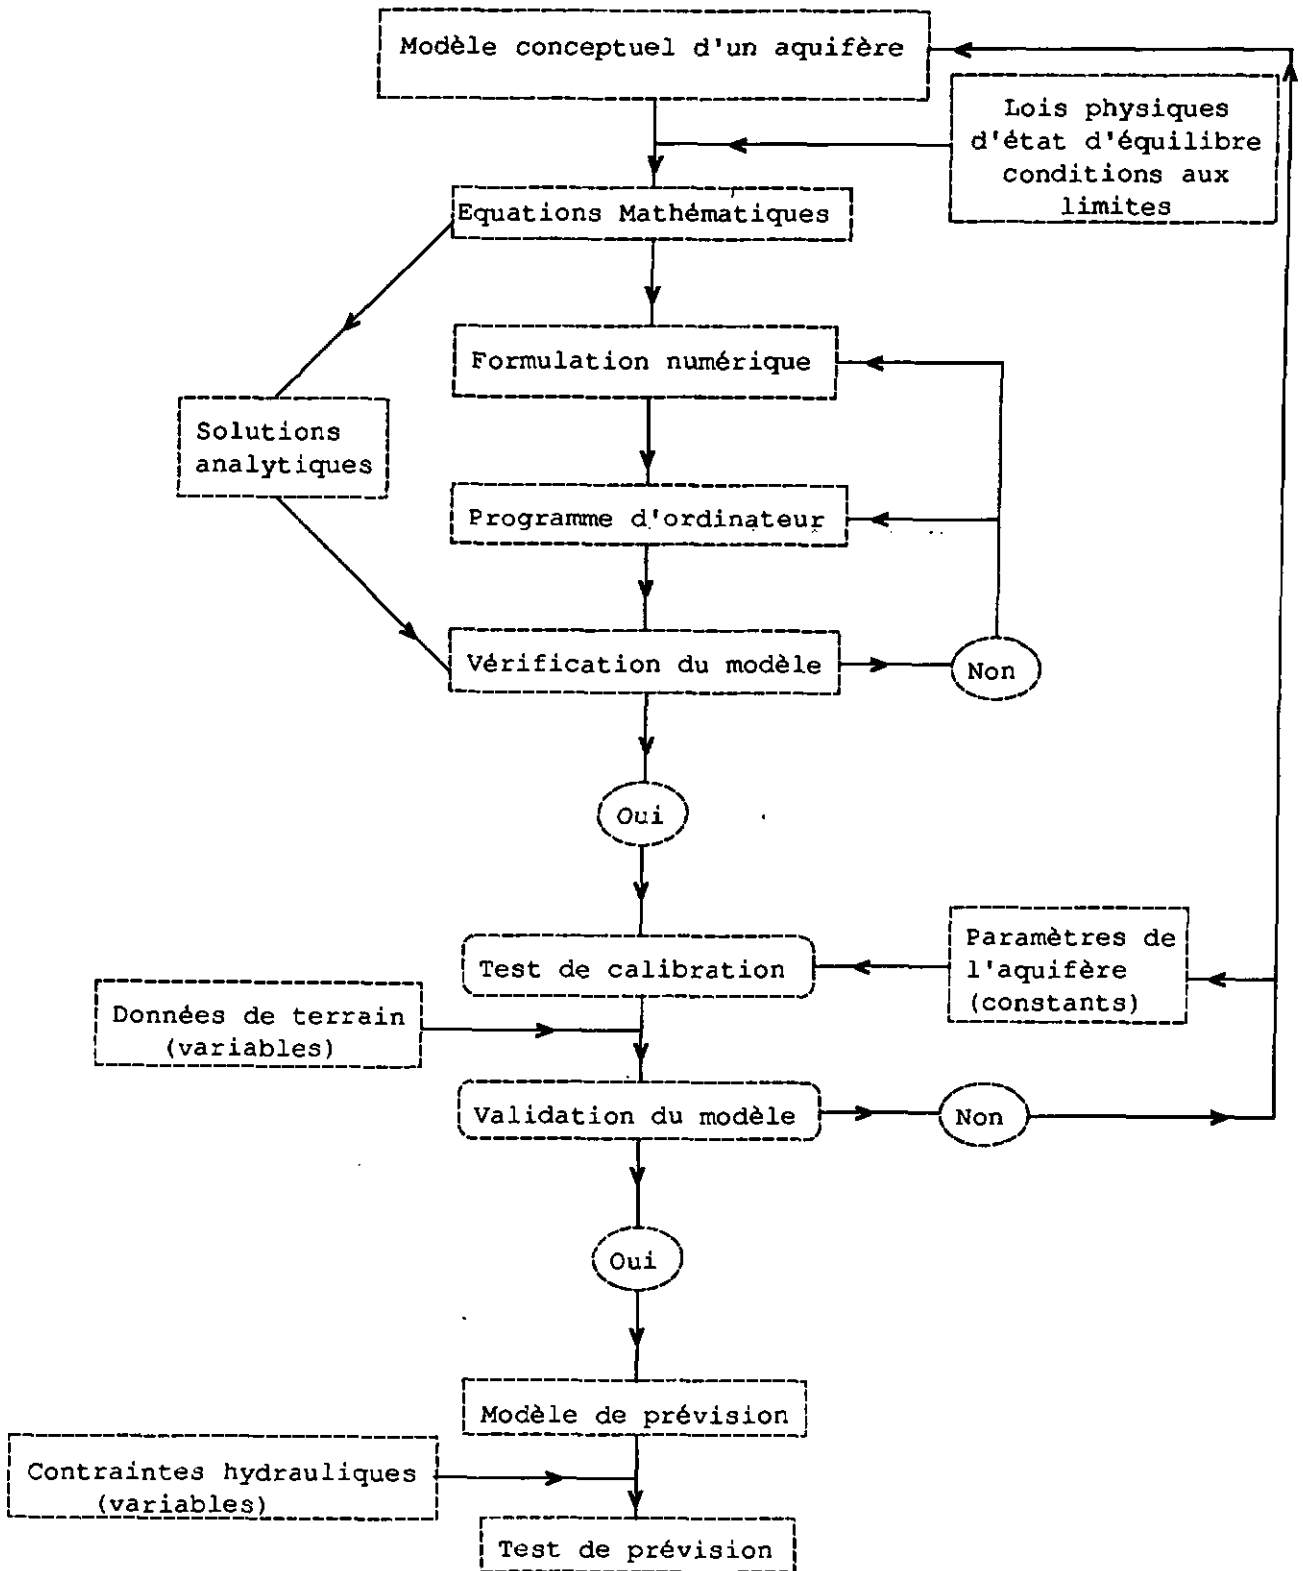 Modèle conceptuel d'un aquifère
Lois physiques
d'état d'équilibre
conditions aux
limites
Equations Mathématiques
Formulation numérique
Solutions
analytiques
Programme d'ordinateur
Vérification du modèle
Non
Oui
Paramètres de
l'aquifère
(constants)
Test de calibration
Données de terrain
(variables)
Validation du modèle
Non
Oui
Modèle de prévision
Contraintes hydrauliques
(variables)
Test de prévision